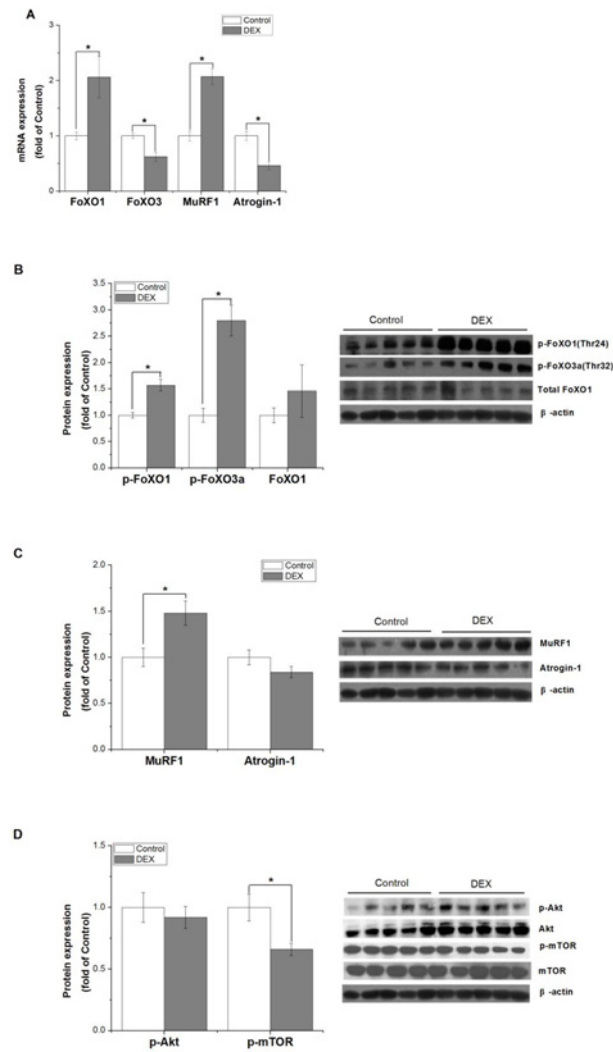 A
Control
DEX
mRNA expression
(fold of Control)
3
2
1
0
*
*
*
*
FoXO1 FoXO3 MuRF1 Atrogin-1
B
Control
DEX
Protein expression
(fold of Control)
3.5
3.0
2.5
2.0
1.5
1.0
0.5
0.0
*
*
p-FoXO1 p-FoXO3a FoXO1
Control DEX
p-FoXO1(Thr24)
p-FoXO3a(Thr32)
Total FoXO1
β -actin
C
Control
DEX
Protein expression
(fold of Control)
2.0
1.5
1.0
0.5
0.0
*
MuRF1 Atrogin-1
Control DEX
MuRF1
Atrogin-1
β -actin
D
Control
DEX
Protein expression
(fold of Control)
1.5
1.0
0.5
0.0
*
p-Akt p-mTOR
Control DEX
p-Akt
Akt
p-mTOR
mTOR
β -actin